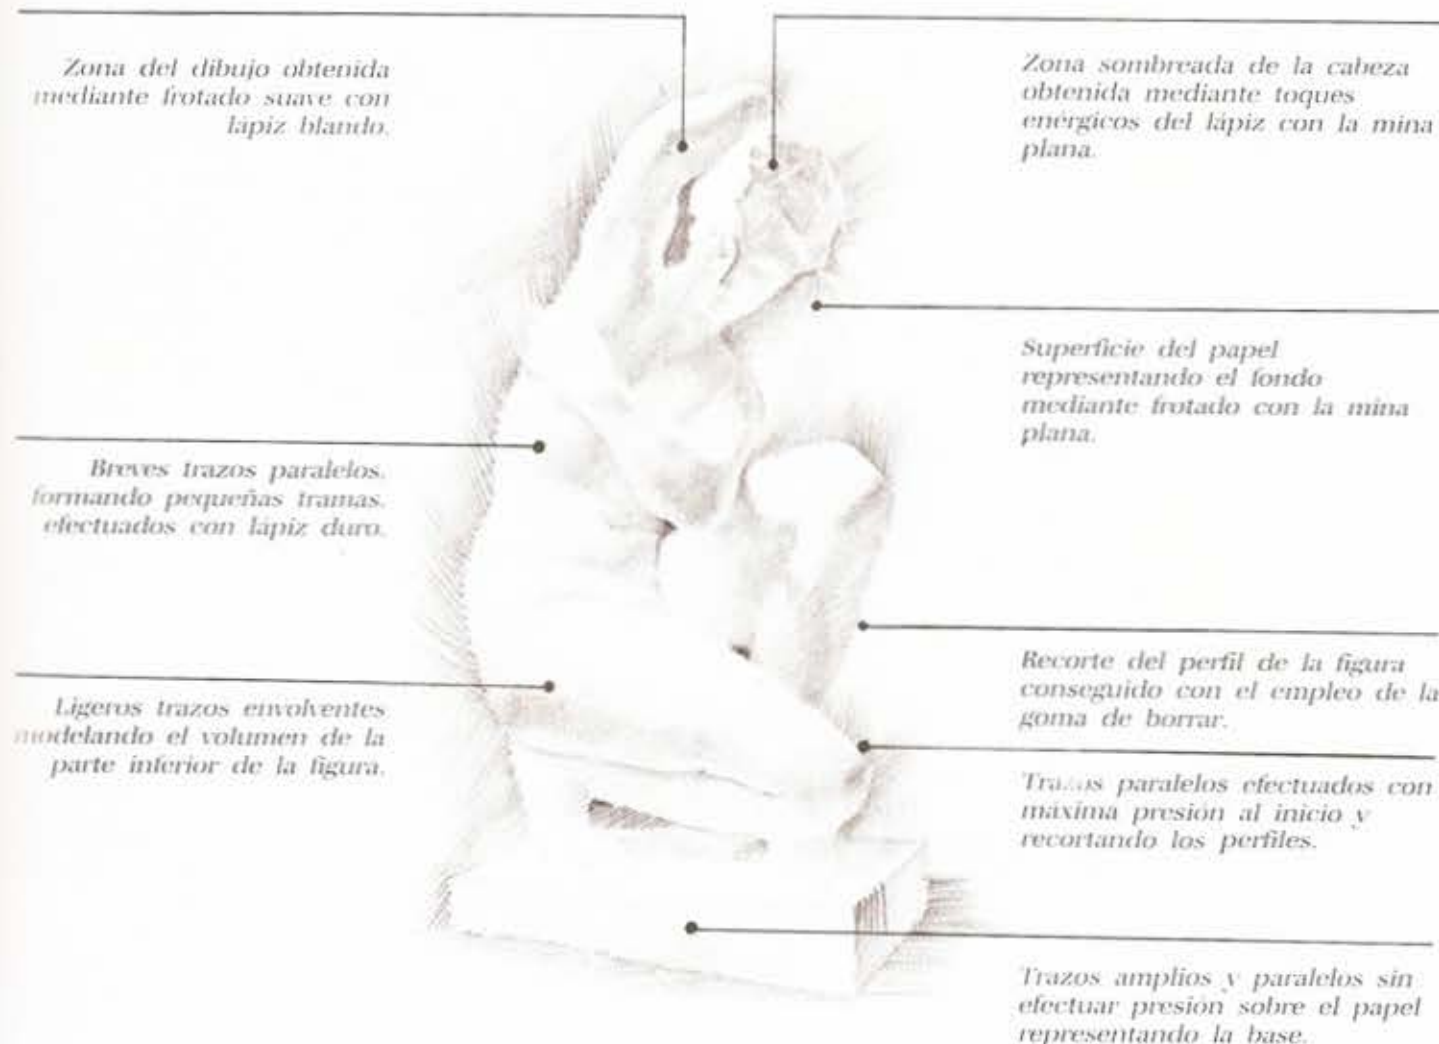 Zona del dibujo obtenida
mediante frotado suave con
lápiz blando.
Breves trazos paralelos,
formando pequeñas tramas,
efectuados con lápiz duro.
Ligeros trazos envolventes
modelando el volumen de la
parte inferior de la figura.
Zona sombreada de la cabeza
obtenida mediante toques
enérgicos del lápiz con la mina
plana.
Superficie del papel
representando el fondo
mediante frotado con la mina
plana.
Recorte del perfil de la figura
conseguido con el empleo de la
goma de borrar.
Trazos paralelos efectuados con
máxima presión al inicio y
recortando los perfiles.
Trazos amplios y paralelos sin
efectuar presión sobre el papel
representando la base.